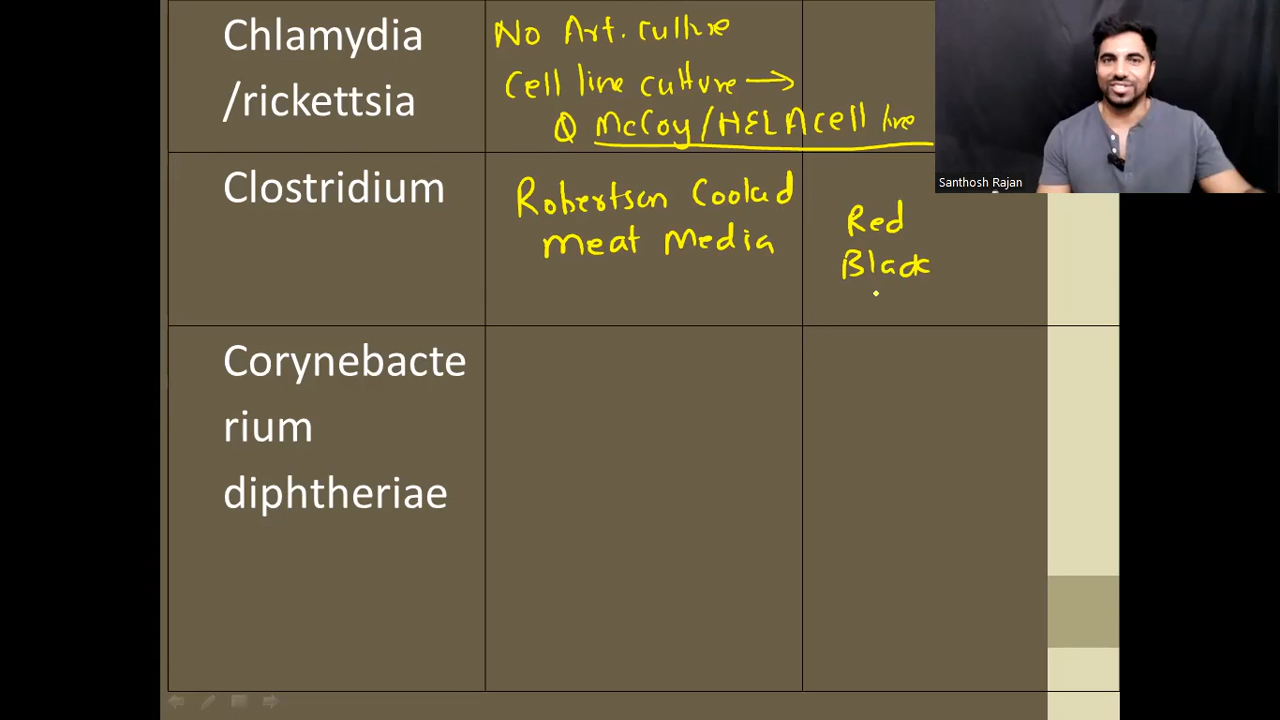 Chlamydia
/rickettsia
No Art. culture
Cell line culture →
Q McCoy/HELA cell line
Clostridium
Robertson Cooked
meat Media
Red
Black
Corynebacte
rium
diphtheriae
Santhosh Rajan